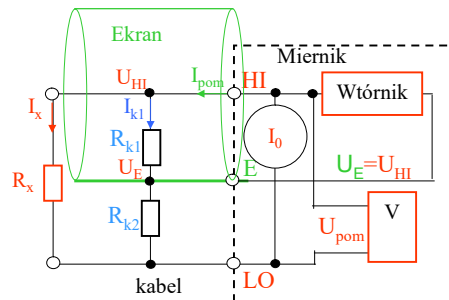 Ekran
Miernik
U_HI
I_pom
HI
Wtórnik
I_x
I_k1
I_0
R_k1
U_E
E
U_E=U_HI
R_x
R_k2
V
U_pom
kabel
LO